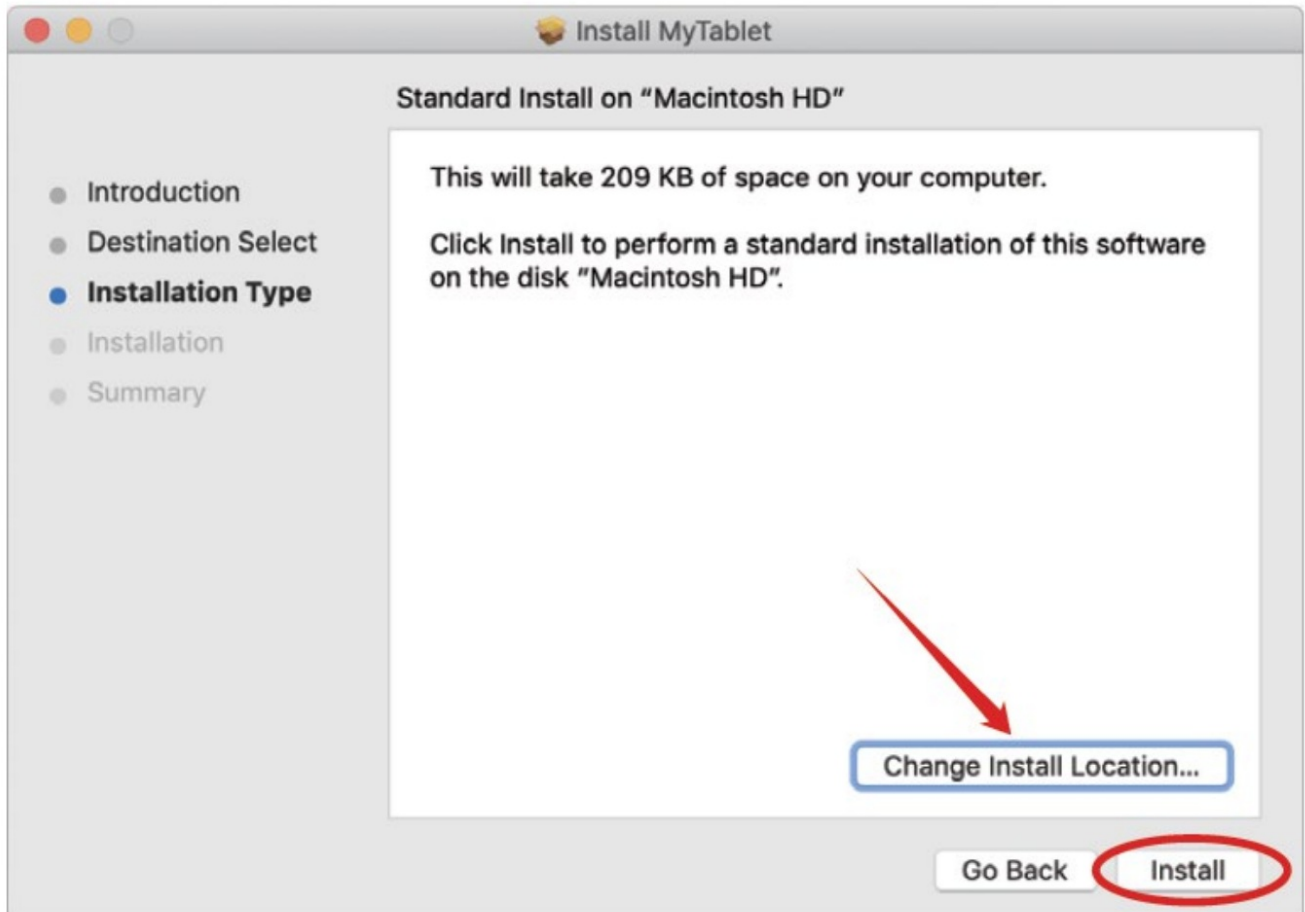 Install MyTablet
Standard Install on “Macintosh HD”
Introduction
Destination Select
Installation Type
Installation
Summary
This will take 209 KB of space on your computer.
Click Install to perform a standard installation of this software
on the disk “Macintosh HD”.
Change Install Location...
Go Back
Install